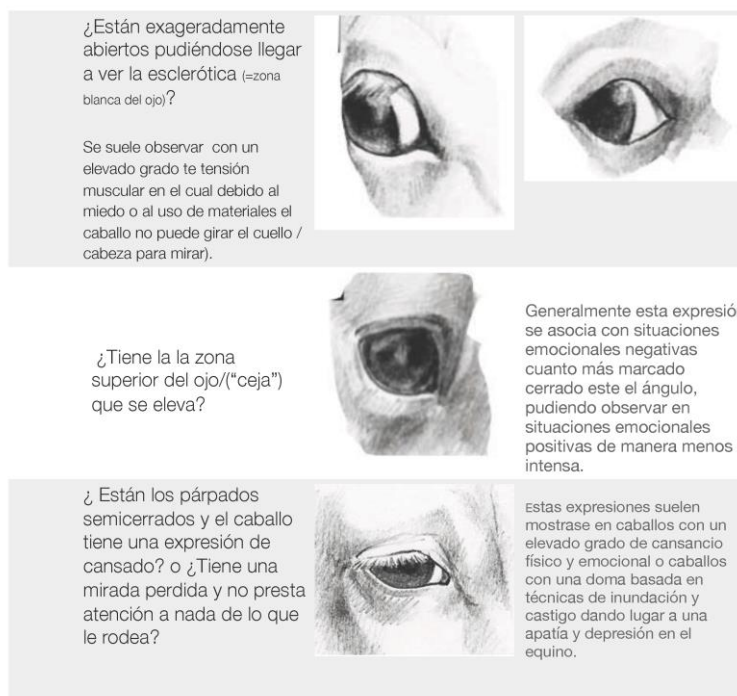 ¿Están exageradamente
abiertos pudiéndose llegar
a ver la esclerótica (=zona
blanca del ojo)?
Se suele observar con un
elevado grado te tensión
muscular en el cual debido al
miedo o al uso de materiales el
caballo no puede girar el cuello /
cabeza para mirar).
¿Tiene la la zona
superior del ojo/("ceja")
que se eleva?
Generalmente esta expresió
se asocia con situaciones
emocionales negativas
cuanto más marcado
cerrado este el ángulo,
pudiendo observar en
situaciones emocionales
positivas de manera menos
intensa.
¿ Están los párpados
semicerrados y el caballo
tiene una expresión de
cansado? o ¿Tiene una
mirada perdida y no presta
atención a nada de lo que
le rodea?
Estas expresiones suelen
mostrase en caballos con un
elevado grado de cansancio
físico y emocional o caballos
con una doma basada en
técnicas de inundación y
castigo dando lugar a una
apatía y depresión en el
equino.